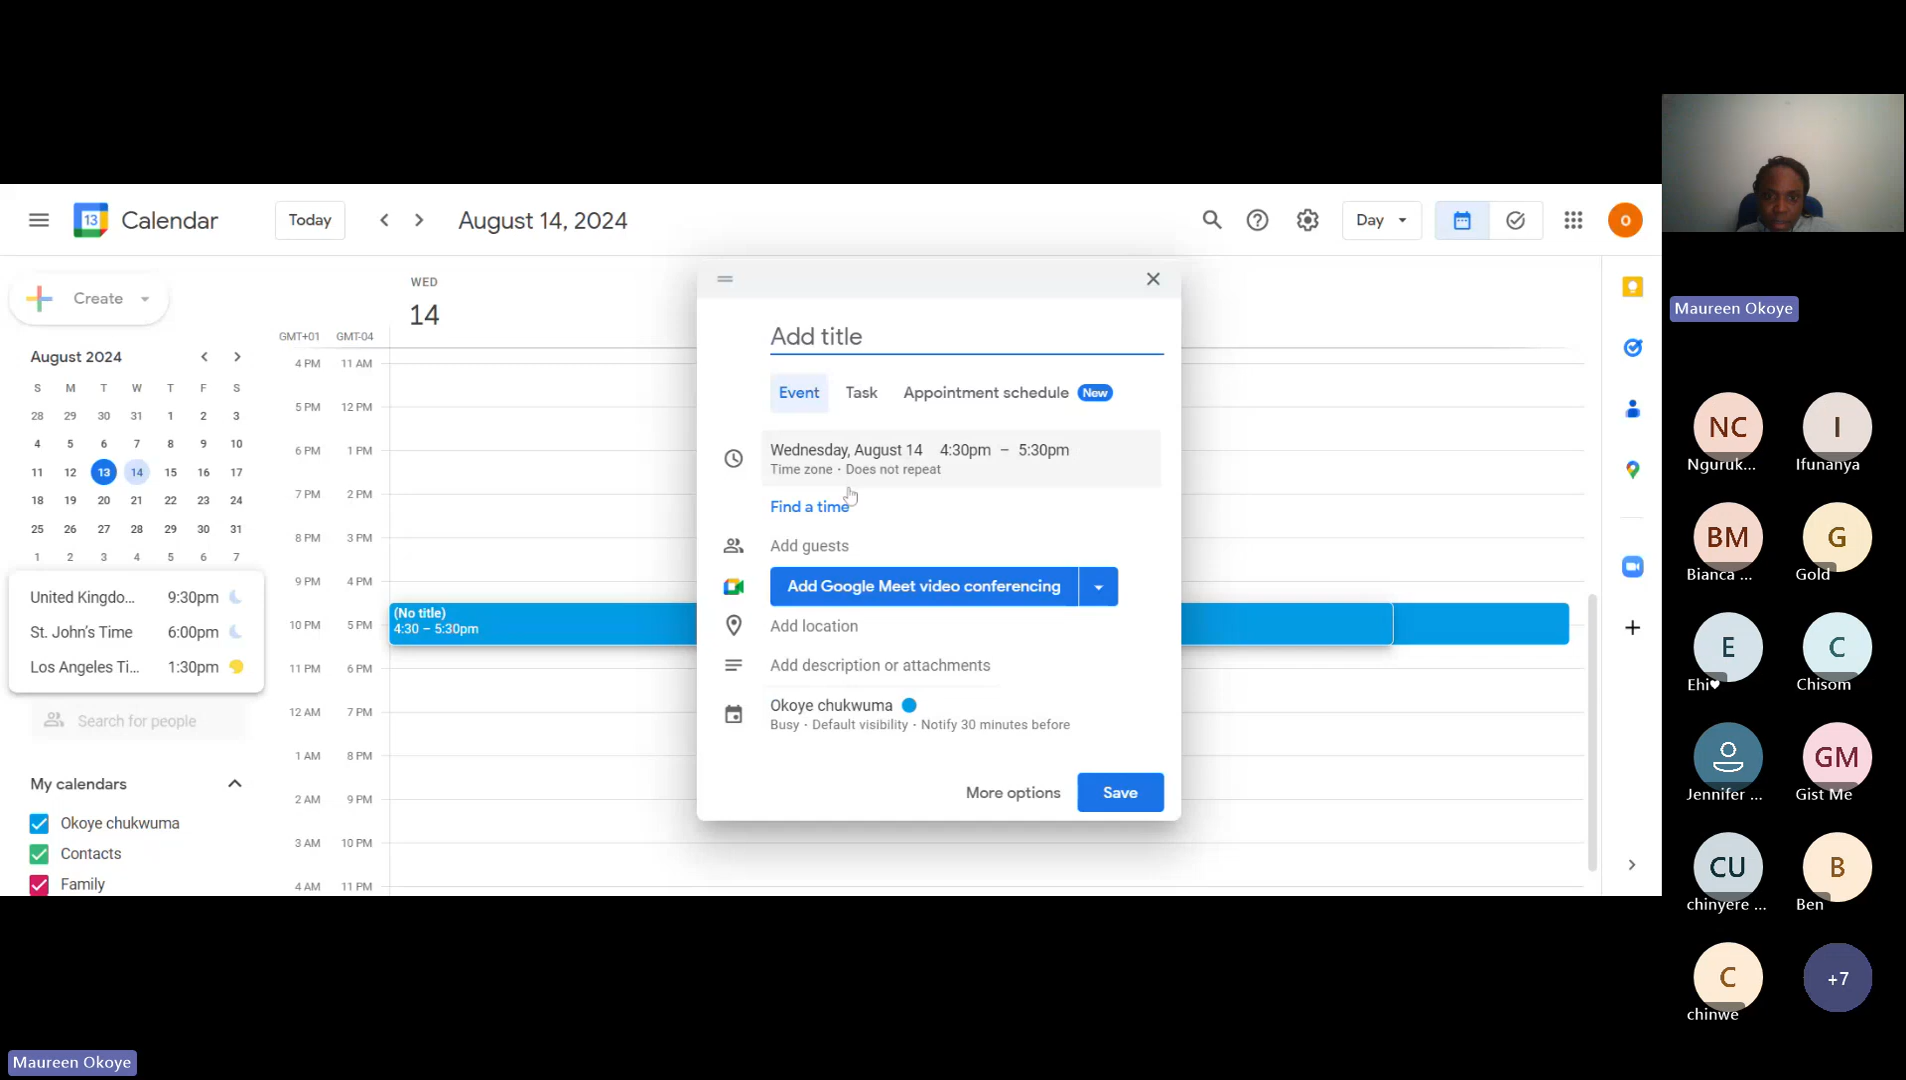 13
Calendar
Today
August 14, 2024
Day
O
Create
WED
14
GMT+01 GMT-04
August 2024
S M T W T F S
28 29 30 31 1 2 3
4 5 6 7 8 9 10
11 12 13 14 15 16 17
18 19 20 21 22 23 24
25 26 27 28 29 30 31
1 2 3 4 5 6 7
United Kingdo... 9:30pm
St. John's Time 6:00pm
Los Angeles Ti... 1:30pm
Search for people
My calendars
Okoye chukwuma
Contacts
Family
4 PM 11 AM
5 PM 12 PM
6 PM 1 PM
7 PM 2 PM
8 PM 3 PM
9 PM 4 PM
10 PM 5 PM
11 PM 6 PM
12 AM 7 PM
1 AM 8 PM
2 AM 9 PM
3 AM 10 PM
4 AM 11 PM
(No title)
4:30 – 5:30pm
Add title
Event Task Appointment schedule New
Wednesday, August 14 4:30pm – 5:30pm
Time zone · Does not repeat
Find a time
Add guests
Add Google Meet video conferencing
Add location
Add description or attachments
Okoye chukwuma
Busy · Default visibility · Notify 30 minutes before
More options Save
Maureen Okoye
NC I
Nguruk... Ifunanya
BM G
Bianca ... Gold
E C
Ehi♥ Chisom
GM
Jennifer ... Gist Me
CU B
chinyere ... Ben
C +7
chinwe
Maureen Okoye